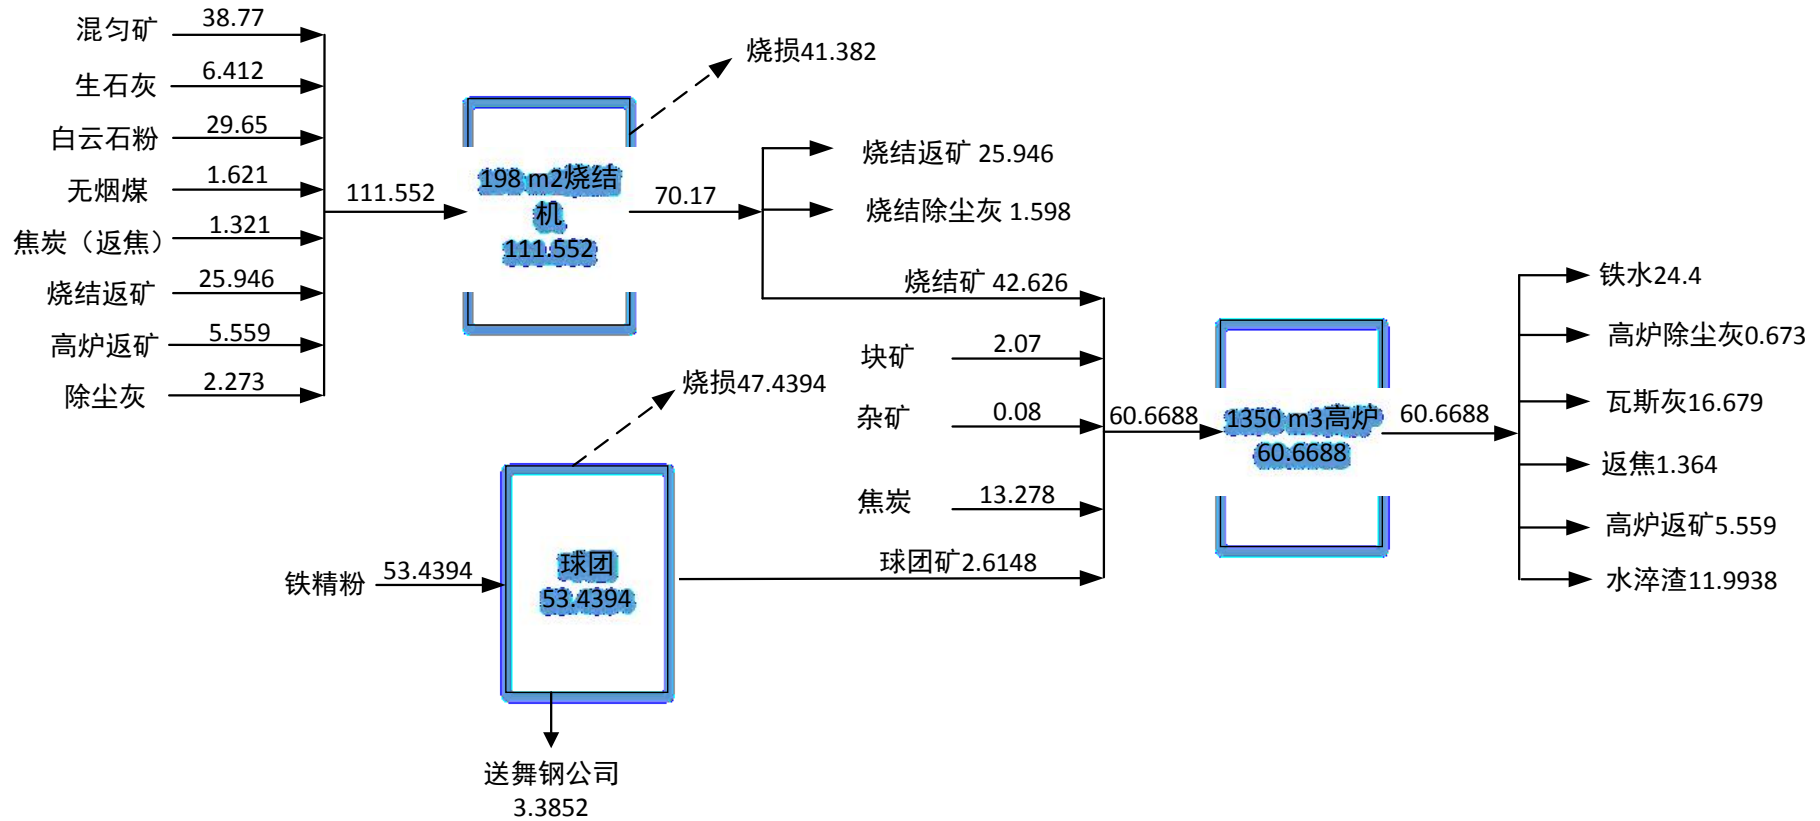 混匀矿 38.77
生石灰 6.412
白云石粉 29.65
无烟煤 1.621
焦炭（返焦） 1.321
烧结返矿 25.946
高炉返矿 5.559
除尘灰 2.273
111.552
烧损41.382
198 m2烧结
机
111.552
70.17
烧结返矿 25.946
烧结除尘灰 1.598
烧结矿 42.626
块矿 2.07
杂矿 0.08
焦炭 13.278
球团矿2.6148
烧损47.4394
铁精粉 53.4394
球团
53.4394
送舞钢公司
3.3852
60.6688
1350 m3高炉
60.6688
60.6688
铁水24.4
高炉除尘灰0.673
瓦斯灰16.679
返焦1.364
高炉返矿5.559
水淬渣11.9938